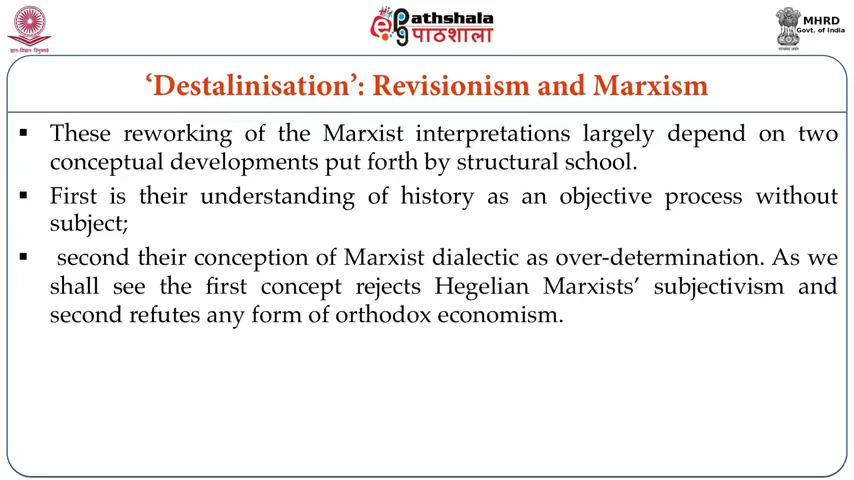 Pathshala
पाठशाला
MHRD
Govt. of India
‘Destalinisation’: Revisionism and Marxism
▪ These reworking of the Marxist interpretations largely depend on two
conceptual developments put forth by structural school.
▪ First is their understanding of history as an objective process without
subject;
▪ second their conception of Marxist dialectic as over-determination. As we
shall see the first concept rejects Hegelian Marxists’ subjectivism and
second refutes any form of orthodox economism.